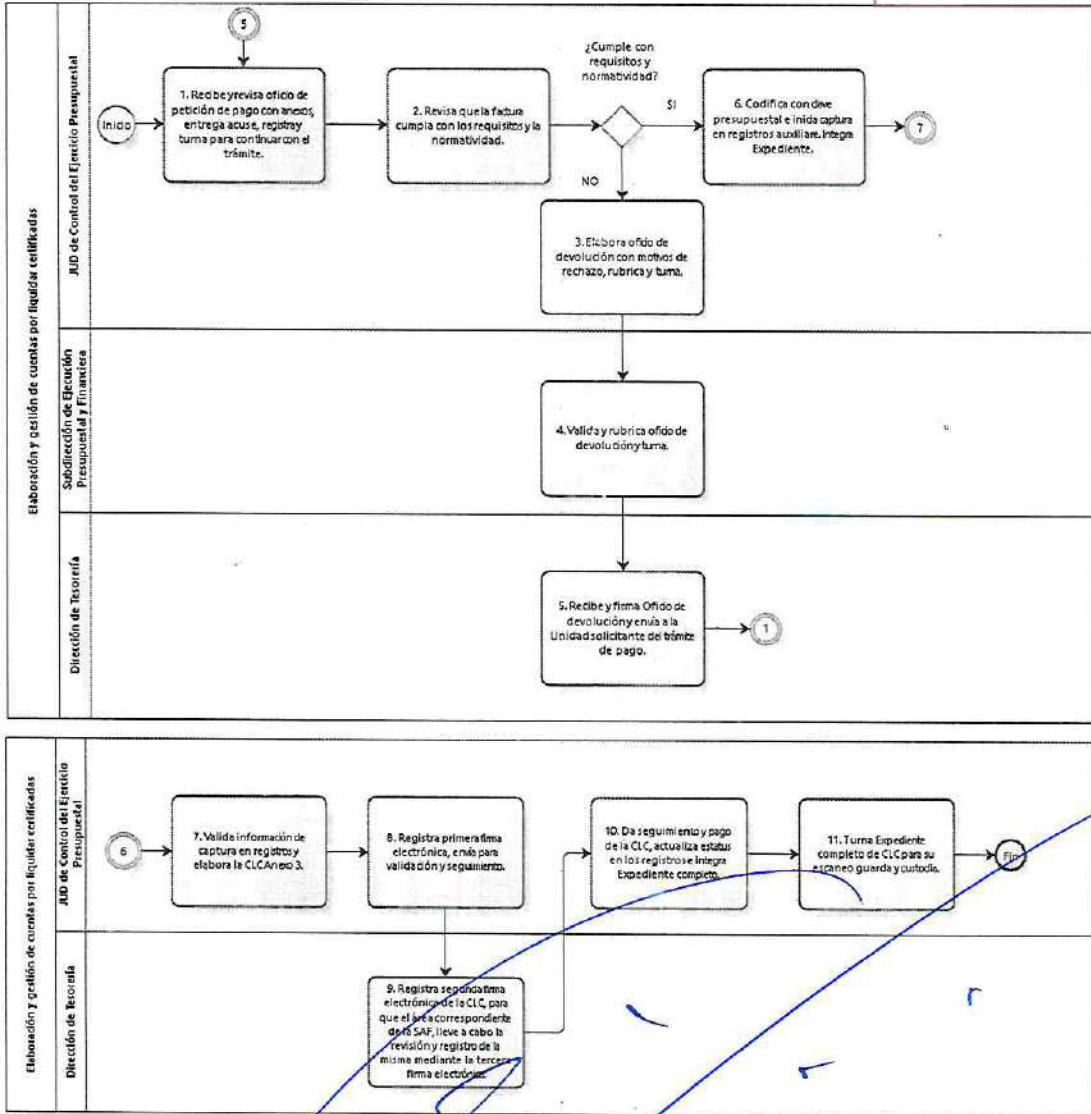 Elaboración y gestión de cuentas por liquidar certificadas
JUD de Control del Ejercicio Presupuestal
5
Inicio
1. Recibe y revisa oficio de
petición de pago con anexos,
entrega acuse, registra y
turna para continuar con el
trámite.
2. Revisa que la factura
cumpla con los requisitos y la
normatividad.
¿Cumple con
requisitos y
normatividad?
SI
6. Codifica con clave
presupuestal e inicia captura
en registros auxiliare. Integra
Expediente.
7
NO
3. Elabora oficio de
devolución con motivos de
rechazo, rubrica y turna.
Subdirección de Ejecución
Presupuestal y Financiera
4. Valida y rubrica oficio de
devolución y turna.
Dirección de Tesorería
5. Recibe y firma Oficio de
devolución y envía a la
Unidad solicitante del trámite
de pago.
1
Elaboración y gestión de cuentas por liquidar certificadas
JUD de Control del Ejercicio
Presupuestal
6
7. Valida información de
captura en registros y
elabora la CLC Anexo 3.
8. Registra primera firma
electrónica, envía para
validación y seguimiento.
10. Da seguimiento y pago
de la CLC, actualiza estatus
en los registros e integra
Expediente completo.
11. Turna Expediente
completo de CLC para su
escaneo guarda y custodia.
Fin
Dirección de Tesorería
9. Registra segunda firma
electrónica de la CLC, para
que el área correspondiente
de la SAF, lleve a cabo la
revisión y registro de la
misma mediante la tercera
firma electrónica.